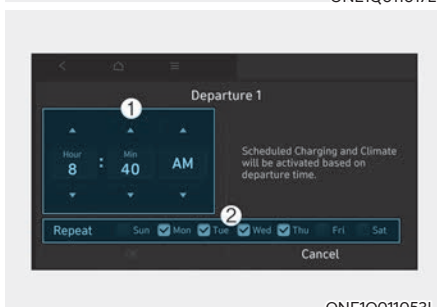 Departure 1
1
Hour
8
:
Min
40
AM
Scheduled Charging and Climate
will be activated based on
departure time.
2
Repeat Sun Mon Tue Wed Thu Fri Sat
OK Cancel